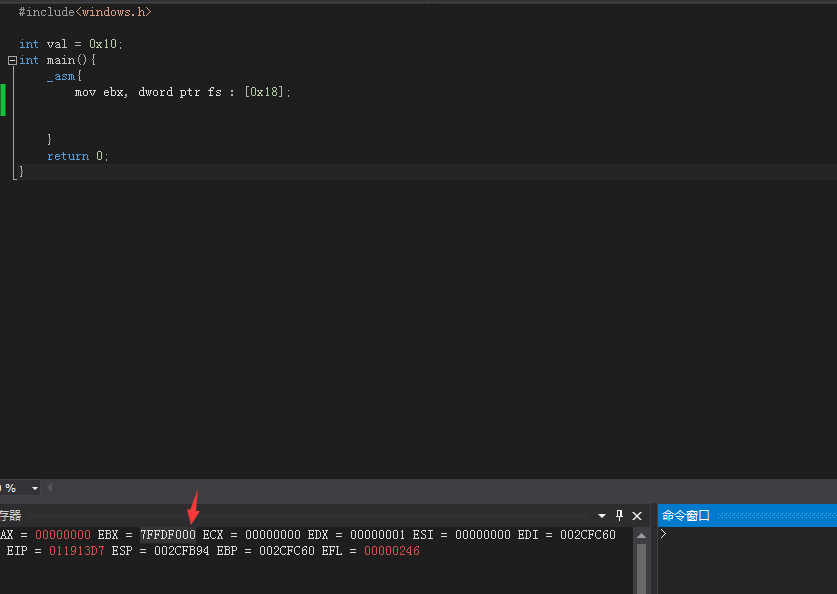 #include<windows.h>
int val = 0x10;
int main(){
_asm{
mov ebx, dword ptr fs : [0x18];
}
return 0;
}
%
存器
命令窗口
AX = 00000000 EBX = 7FFDF000 ECX = 00000000 EDX = 00000001 ESI = 00000000 EDI = 002CFC60
EIP = 011913D7 ESP = 002CFB94 EBP = 002CFC60 EFL = 00000246
>